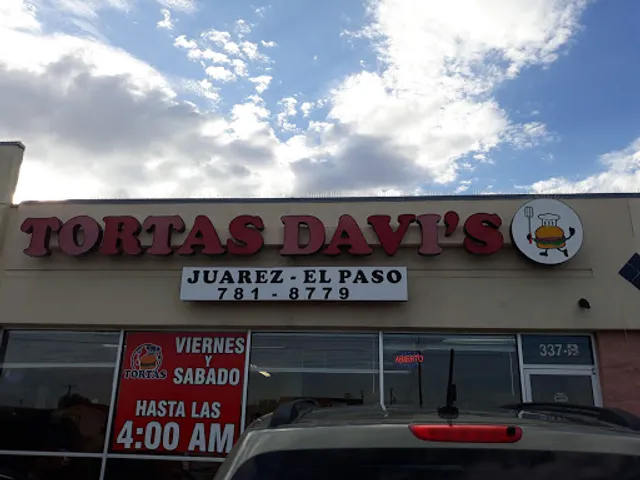 TORTAS DAVI'S
JUAREZ - EL PASO
781 - 8779
TORTAS
VIERNES
Y
SABADO
HASTA LAS
4:00 AM
ABIERTO